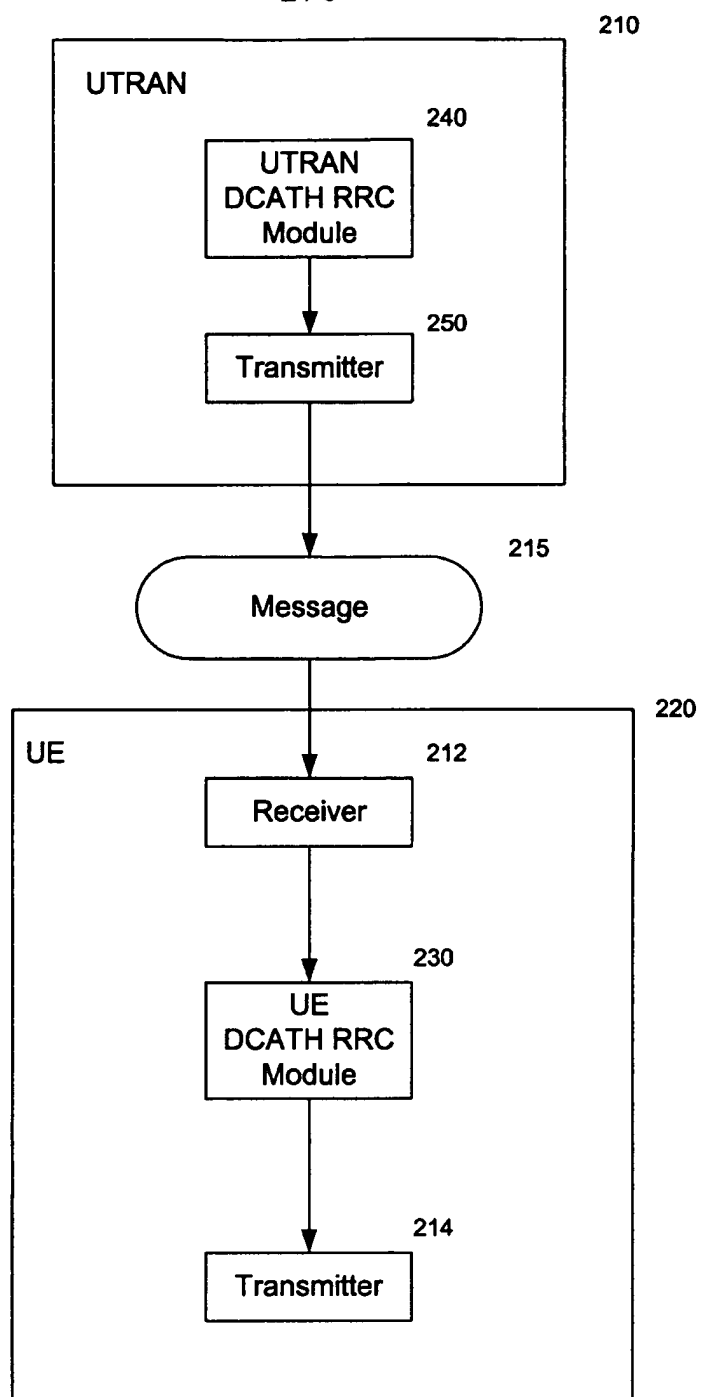 210
UTRAN
240
UTRAN
DCATH RRC
Module
250
Transmitter
215
Message
220
UE
212
Receiver
230
UE
DCATH RRC
Module
214
Transmitter